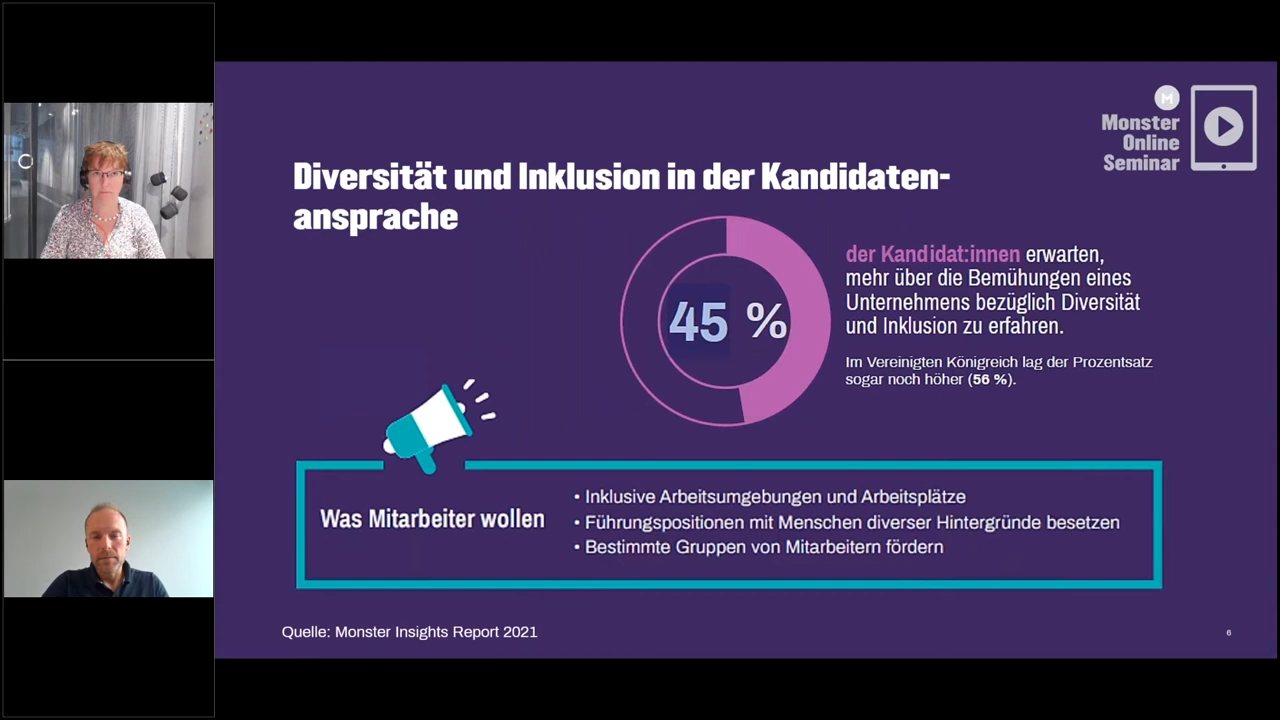 M
Monster
Online
Seminar
Diversität und Inklusion in der Kandidaten-
ansprache
45 %
der Kandidat:innen erwarten,
mehr über die Bemühungen eines
Unternehmens bezüglich Diversität
und Inklusion zu erfahren.
Im Vereinigten Königreich lag der Prozentsatz
sogar noch höher (56 %).
Was Mitarbeiter wollen
• Inklusive Arbeitsumgebungen und Arbeitsplätze
• Führungspositionen mit Menschen diverser Hintergründe besetzen
• Bestimmte Gruppen von Mitarbeitern fördern
Quelle: Monster Insights Report 2021
6